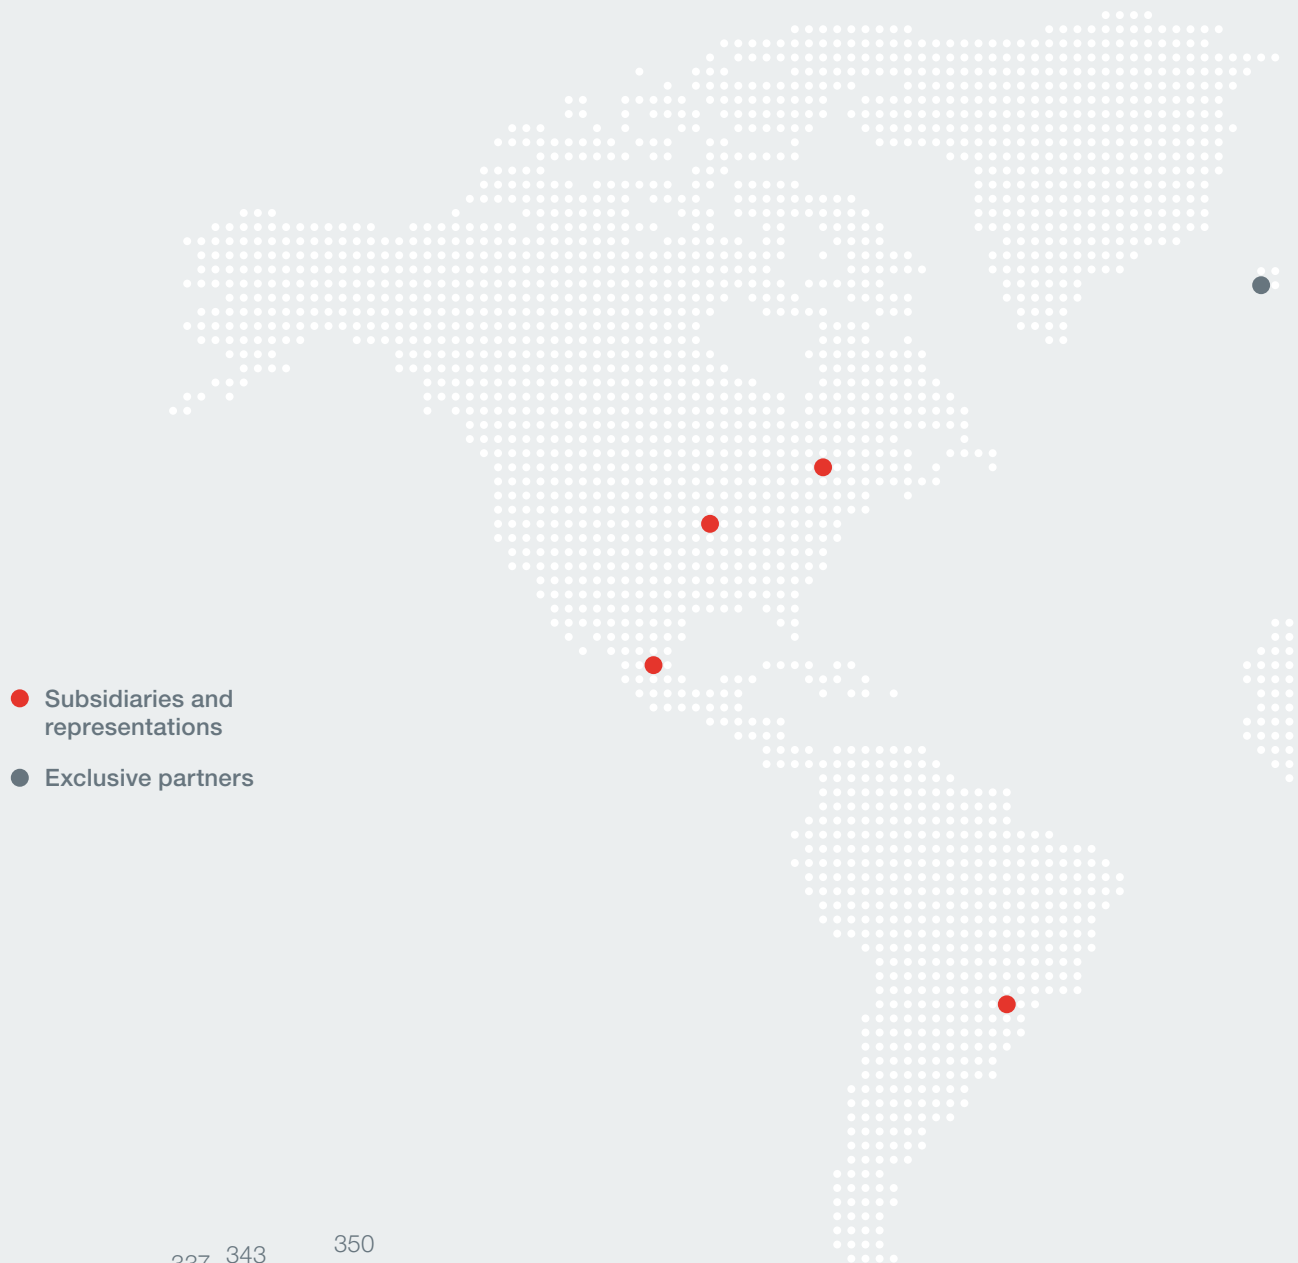 Subsidiaries and
representations
Exclusive partners
350
343